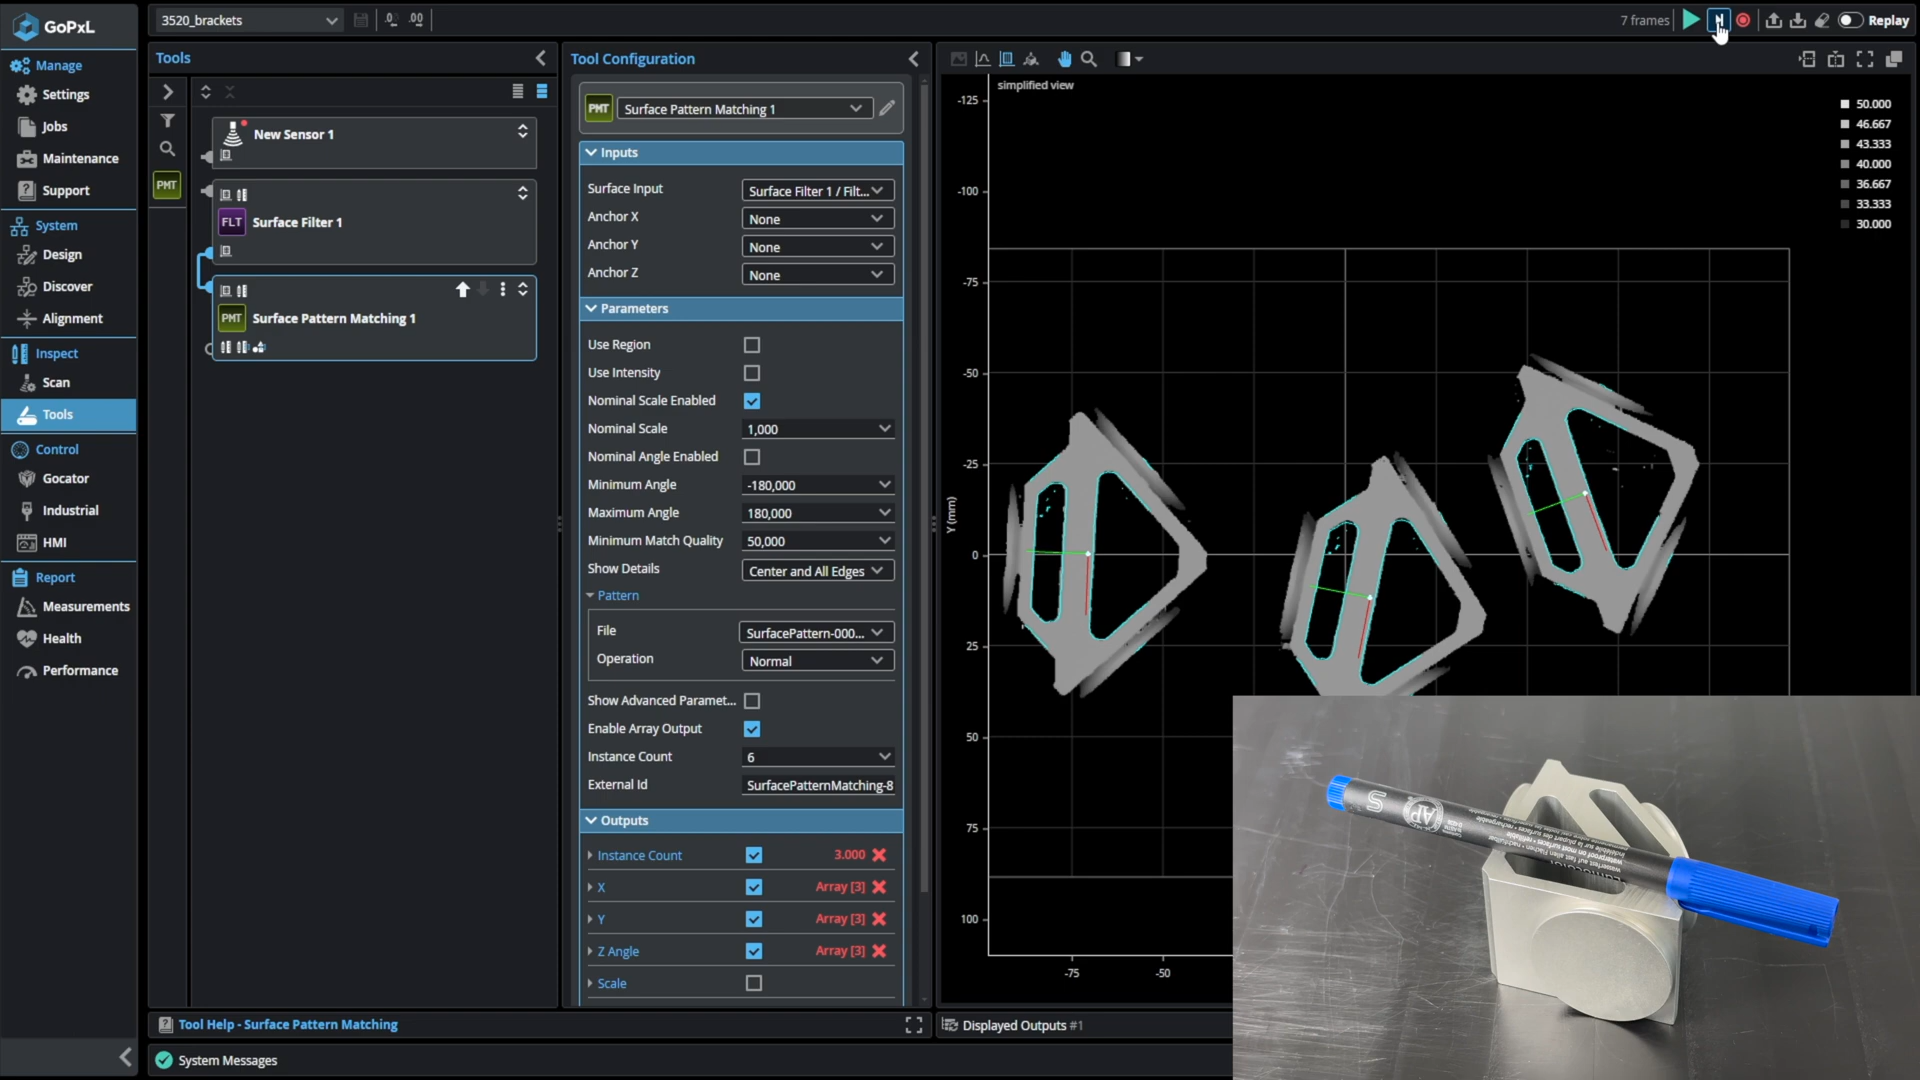 GoPxL
3520_brackets
7 frames
Replay
Manage
Settings
Jobs
Maintenance
Support
System
Design
Discover
Alignment
Inspect
Scan
Tools
Control
Gocator
Industrial
HMI
Report
Measurements
Health
Performance
Tools
PMT
New Sensor 1
FLT
Surface Filter 1
PMT
Surface Pattern Matching 1
Tool Configuration
PMT
Surface Pattern Matching 1
Inputs
Surface Input
Surface Filter 1 / Filt...
Anchor X
None
Anchor Y
None
Anchor Z
None
Parameters
Use Region
Use Intensity
Nominal Scale Enabled
Nominal Scale
1,000
Nominal Angle Enabled
Minimum Angle
-180,000
Maximum Angle
180,000
Minimum Match Quality
50,000
Show Details
Center and All Edges
Pattern
File
SurfacePattern-000...
Operation
Normal
Show Advanced Paramet...
Enable Array Output
Instance Count
6
External Id
SurfacePatternMatching-8
Outputs
Instance Count
3.000
X
Array [3]
Y
Array [3]
Z Angle
Array [3]
Scale
Tool Help - Surface Pattern Matching
System Messages
simplified view
50.000
46.667
43.333
40.000
36.667
33.333
30.000
-125
-100
-75
-50
-25
0
25
50
75
100
Y (mm)
-75
-50
Displayed Outputs #1
S
AP